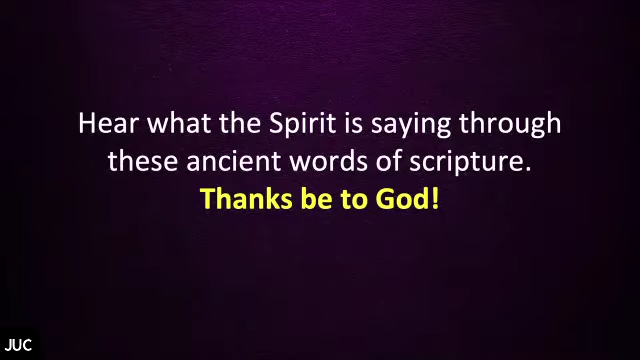 Hear what the Spirit is saying through
these ancient words of scripture.
Thanks be to God!
JUC